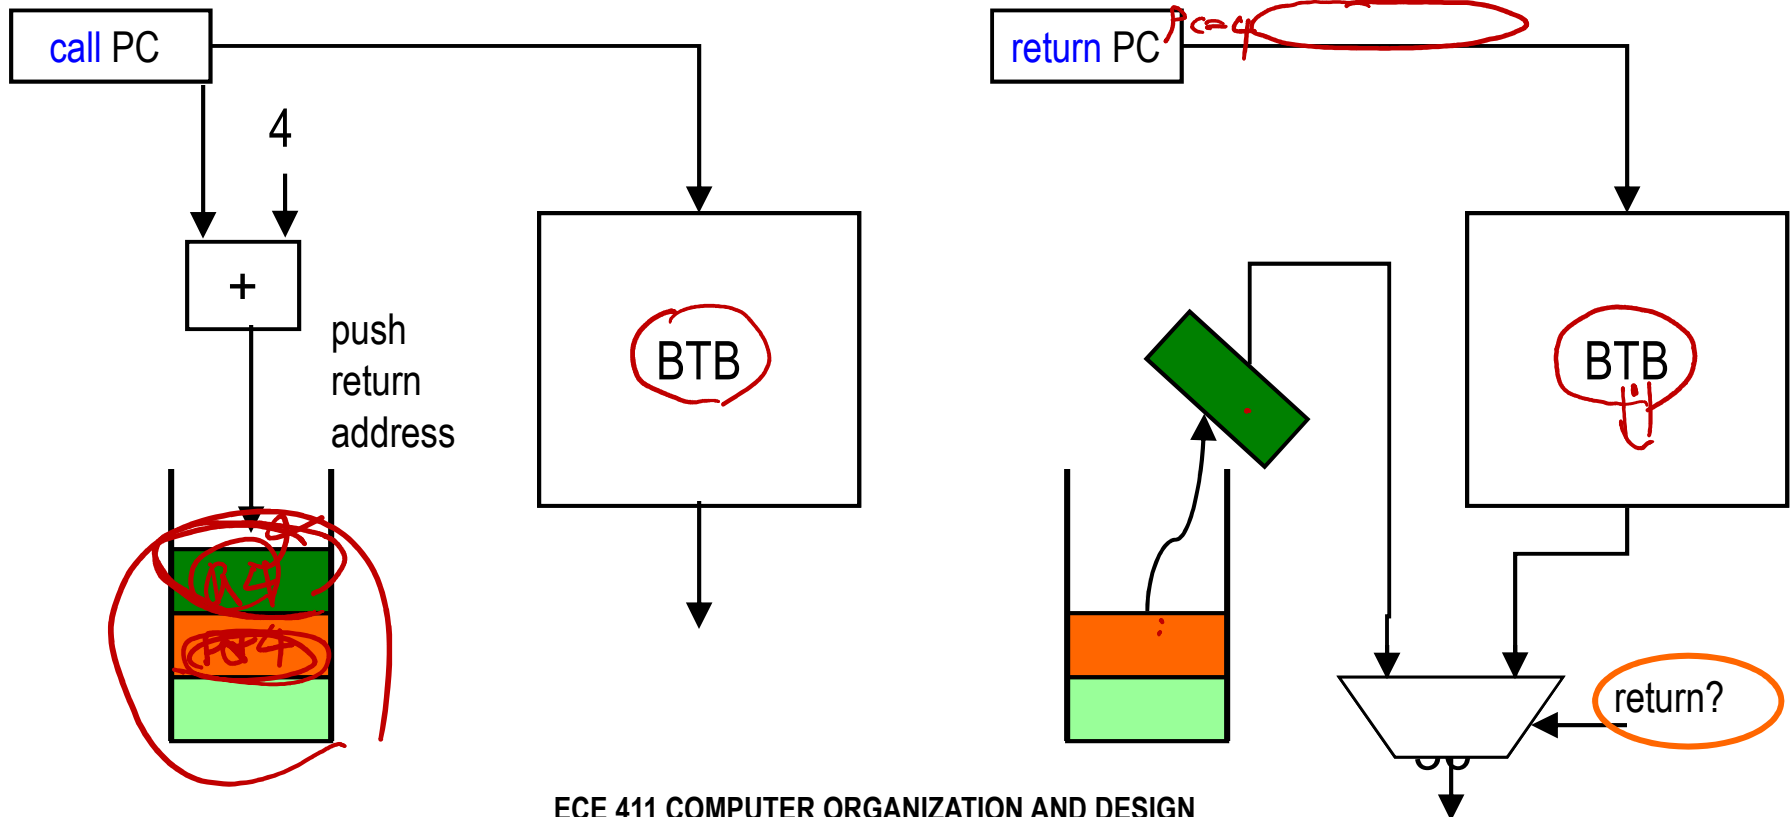 call PC
4
+
push
return
address
BTB
return PC
BTB
return?
ECE 411 COMPUTER ORGANIZATION AND DESIGN